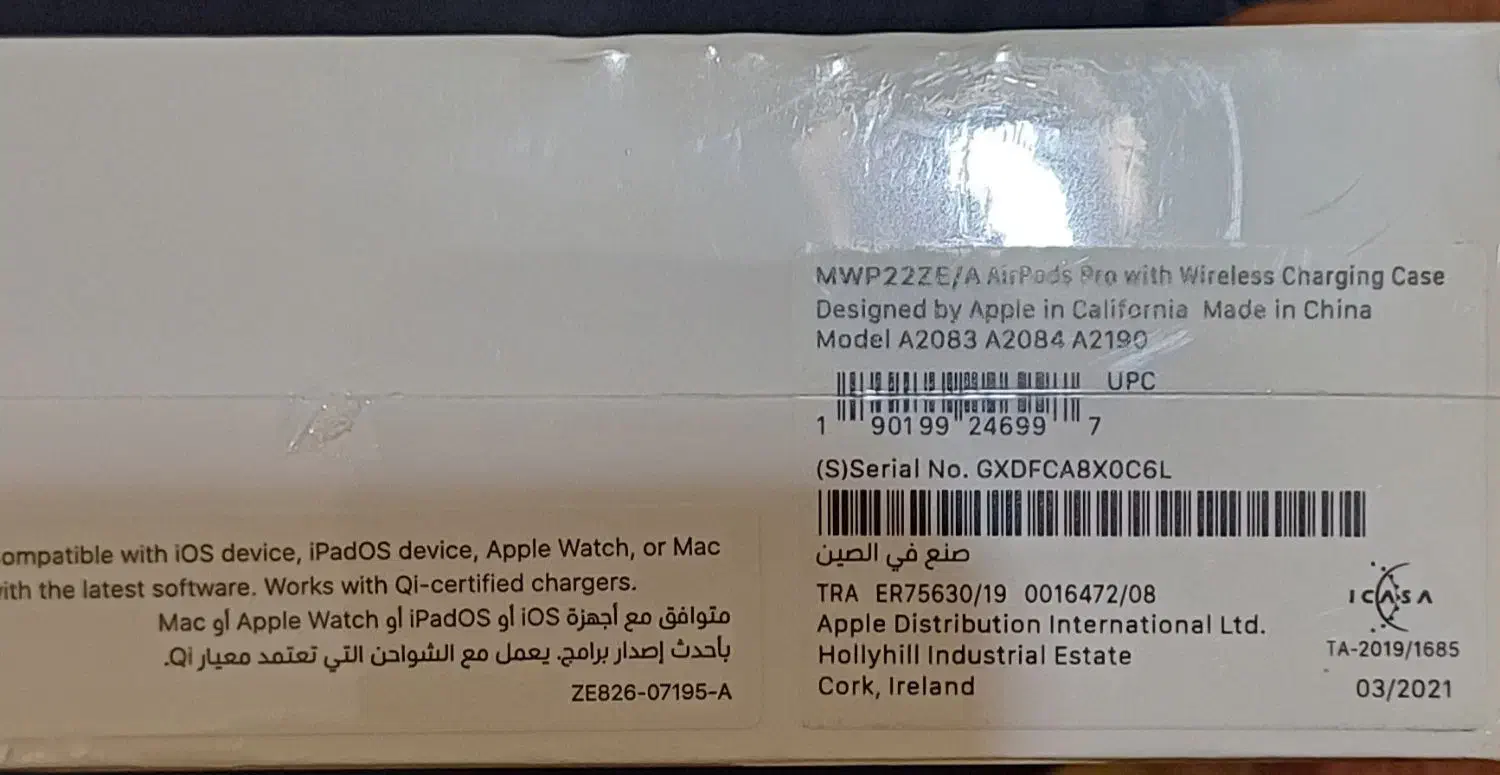 MWP22ZE/A AirPods Pro with Wireless Charging Case
Designed by Apple in California Made in China
Model A2083 A2084 A2190
UPC
1 90199 24699 7
(S)Serial No. GXDFCA8X0C6L
صنع في الصين
TRA ER75630/19 0016472/08
Apple Distribution International Ltd.
Hollyhill Industrial Estate
Cork, Ireland
ICASA
TA-2019/1685
03/2021
ompatible with iOS device, iPadOS device, Apple Watch, or Mac
ith the latest software. Works with Qi-certified chargers.
متوافق مع أجهزة iOS أو iPadOS أو Apple Watch أو Mac
بأحدث إصدار برامج. يعمل مع الشواحن التي تعتمد معيار Qi.
ZE826-07195-A